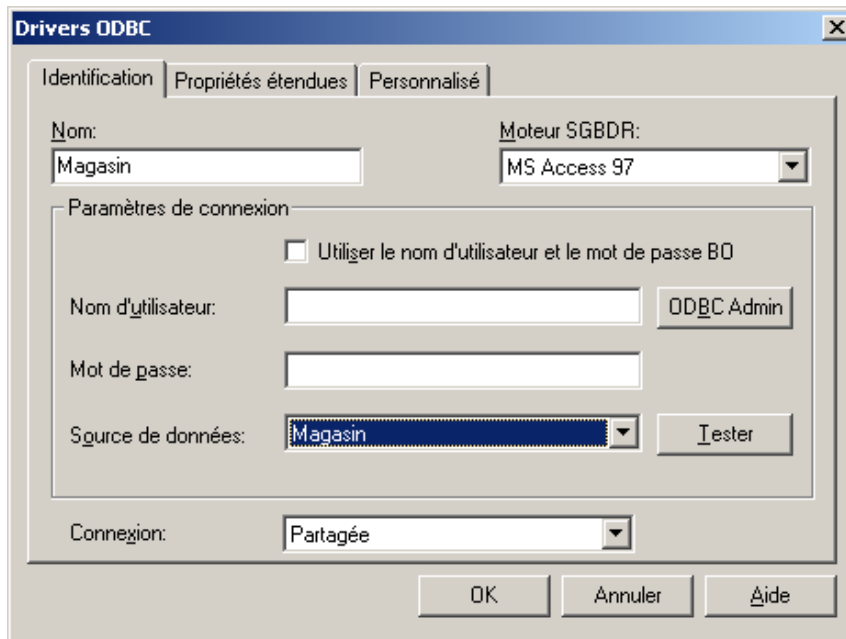 Drivers ODBC
Identification Propriétés étendues Personnalisé
Nom: Moteur SGBDR:
Magasin MS Access 97
Paramètres de connexion
Utiliser le nom d'utilisateur et le mot de passe BO
Nom d'utilisateur: ODBC Admin
Mot de passe:
Source de données: Magasin Tester
Connexion: Partagée
OK Annuler Aide